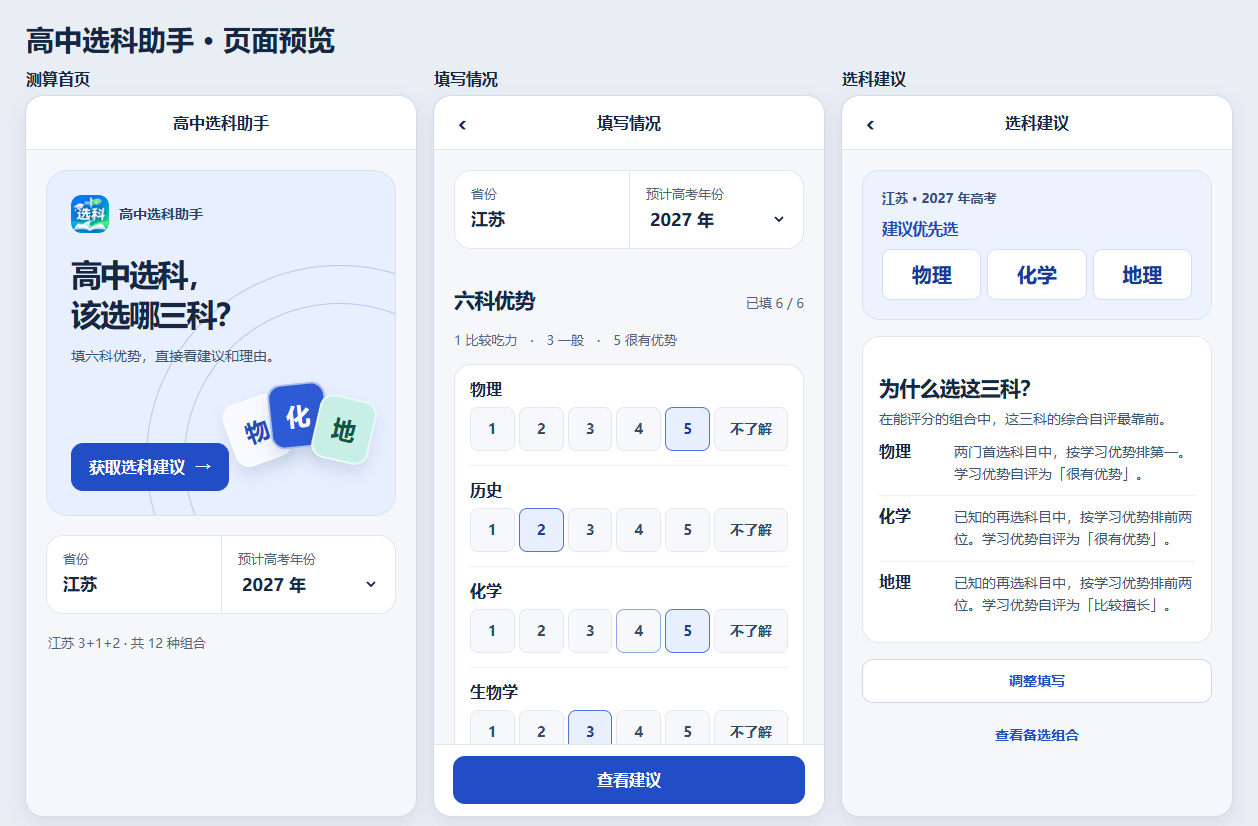 高中选科助手 • 页面预览
测算首页
高中选科助手
选科
高中选科助手
高中选科，
该选哪三科？
填六科优势，直接看建议和理由。
物
化
地
获取选科建议 →
省份
江苏
预计高考年份
2027 年
江苏 3+1+2 · 共 12 种组合
填写情况
填写情况
省份
江苏
预计高考年份
2027 年
六科优势
已填 6 / 6
1 比较吃力 · 3 一般 · 5 很有优势
物理
1 2 3 4 5 不了解
历史
1 2 3 4 5 不了解
化学
1 2 3 4 5 不了解
生物学
1 2 3 4 5 不了解
查看建议
选科建议
选科建议
江苏 • 2027 年高考
建议优先选
物理
化学
地理
为什么选这三科？
在能评分的组合中，这三科的综合自评最靠前。
物理
两门首选科目中，按学习优势排第一。
学习优势自评为「很有优势」。
化学
已知的再选科目中，按学习优势排前两
位。学习优势自评为「很有优势」。
地理
已知的再选科目中，按学习优势排前两
位。学习优势自评为「比较擅长」。
调整填写
查看备选组合